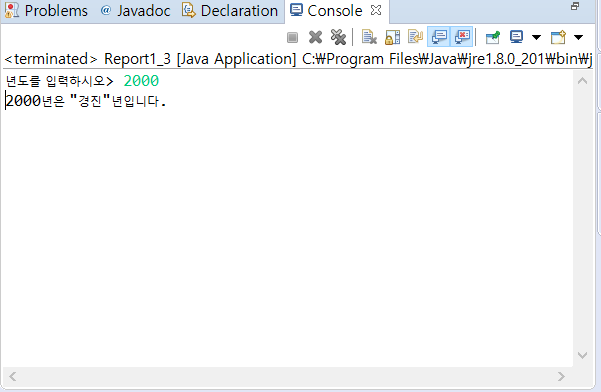 Problems @ Javadoc Declaration Console
<terminated> Report1_3 [Java Application] C:₩Program Files₩Java₩jre1.8.0_201₩bin₩j
년도를 입력하시오> 2000
2000년은 "경진"년입니다.